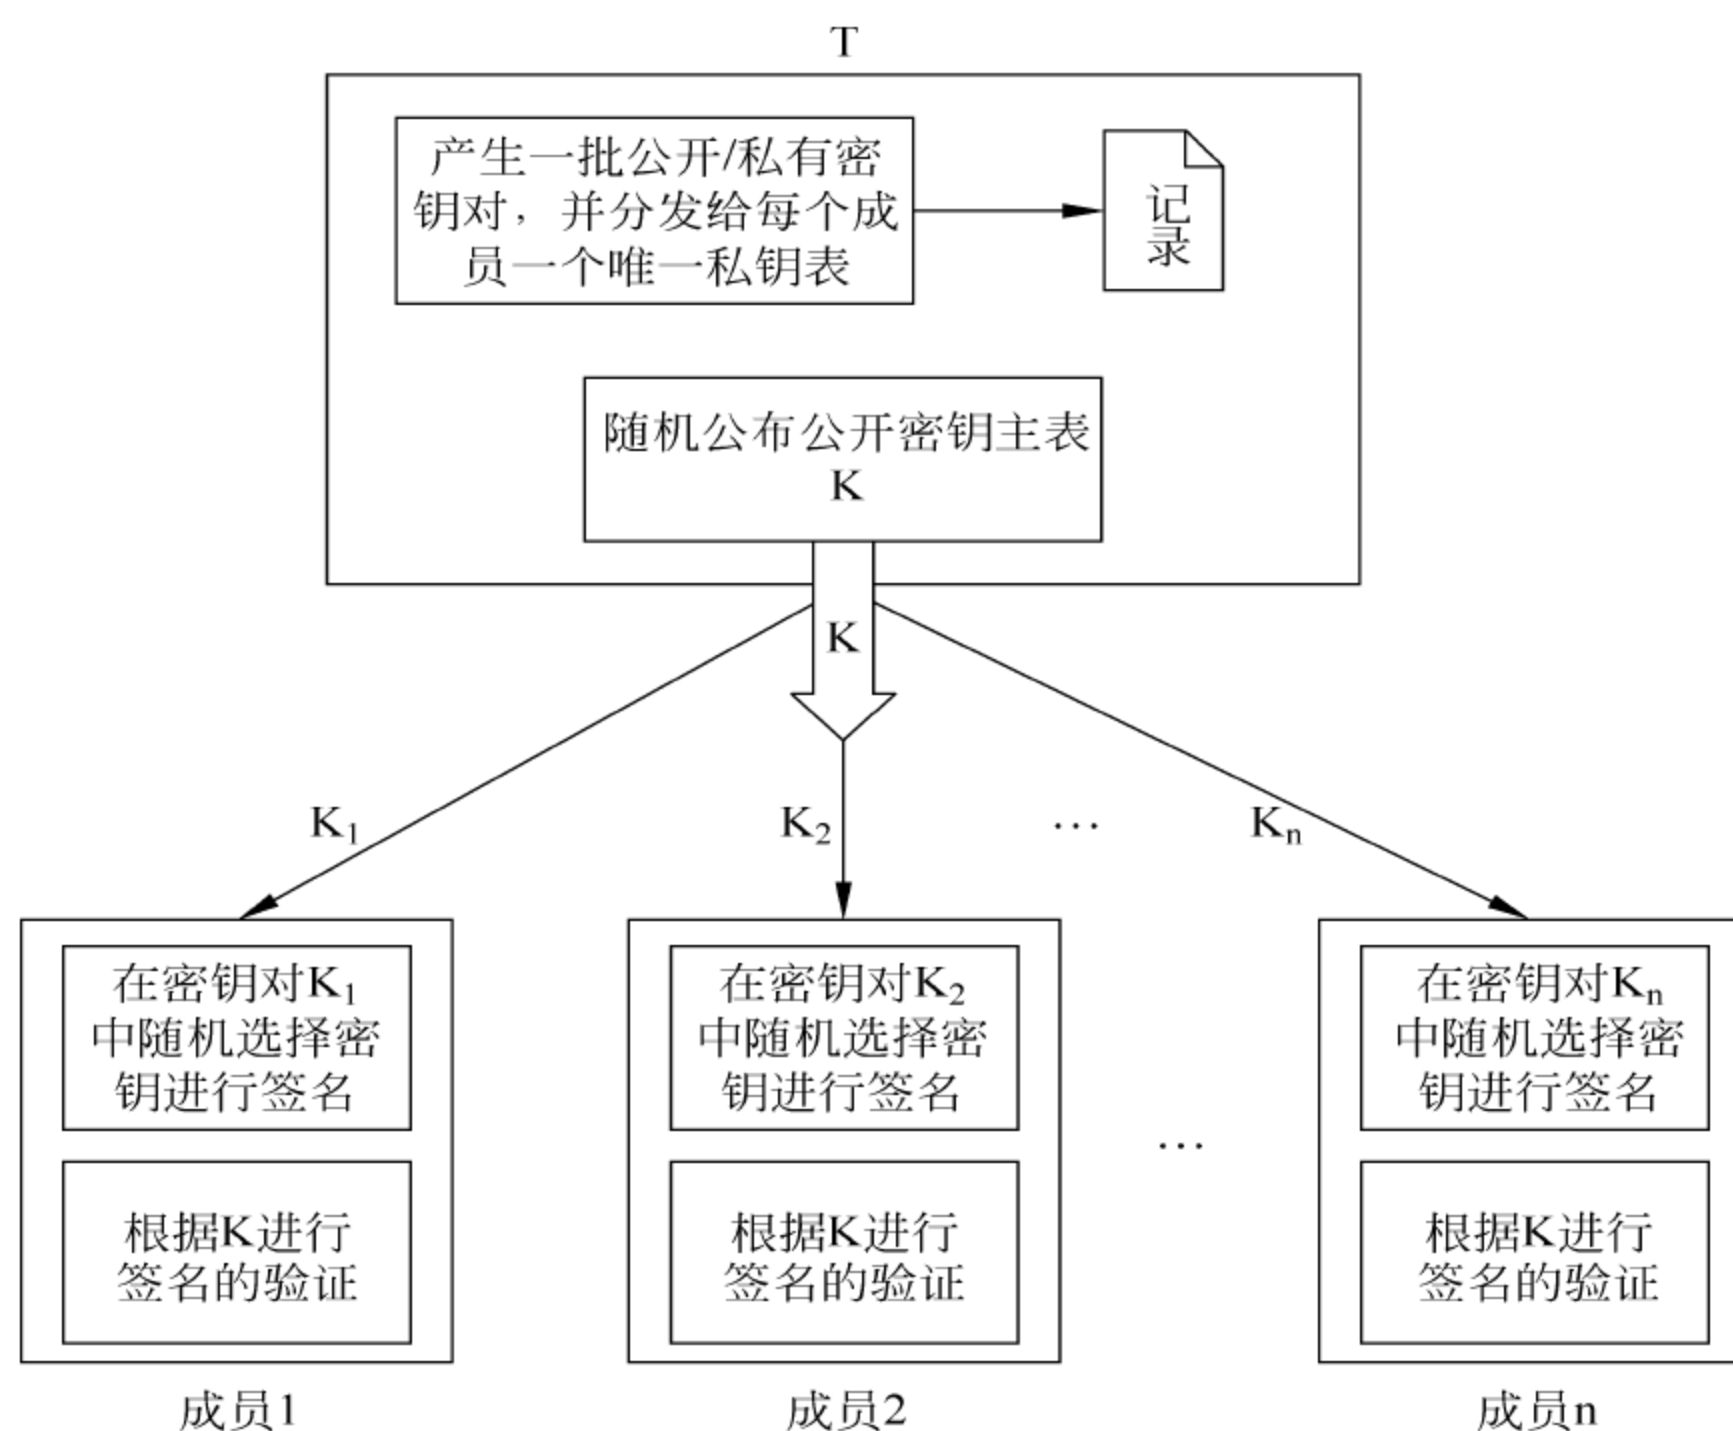 T
产生一批公开/私有密
钥对，并分发给每个成
员一个唯一私钥表
记
录
随机公布公开密钥主表
K
K
K₁
K₂
…
Kₙ
在密钥对K₁
中随机选择密
钥进行签名
根据K进行
签名的验证
成员1
在密钥对K₂
中随机选择密
钥进行签名
根据K进行
签名的验证
成员2
…
在密钥对Kₙ
中随机选择密
钥进行签名
根据K进行
签名的验证
成员n